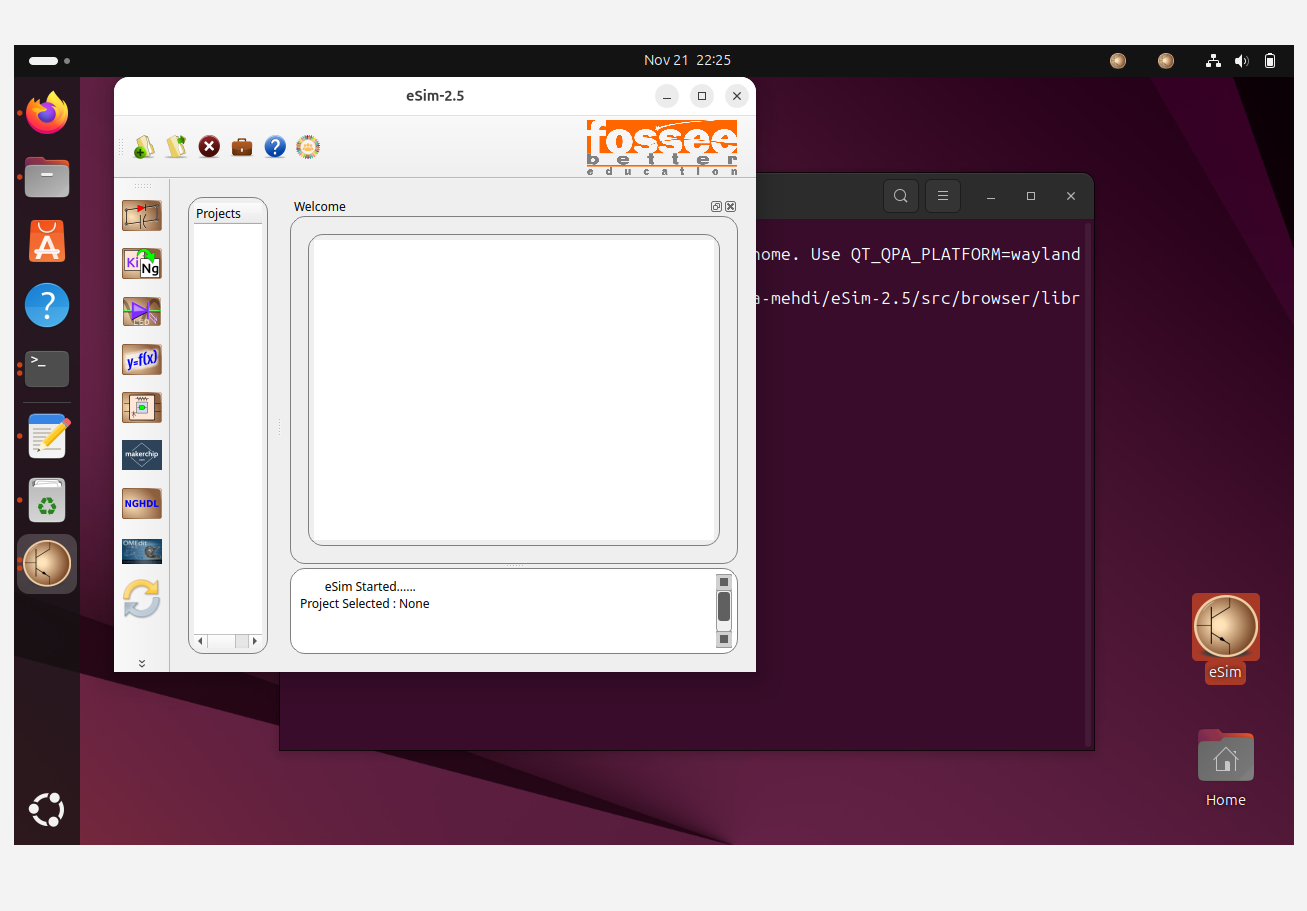 Nov 21 22:25
eSim-2.5
fossee
better
education
Projects
Welcome
Ki
Ng
nome. Use QT_QPA_PLATFORM=wayland
a-mehdi/eSim-2.5/src/browser/libr
y=f(x)
makerchip
NGHDL
OMEdit
eSim Started......
Project Selected : None
eSim
Home